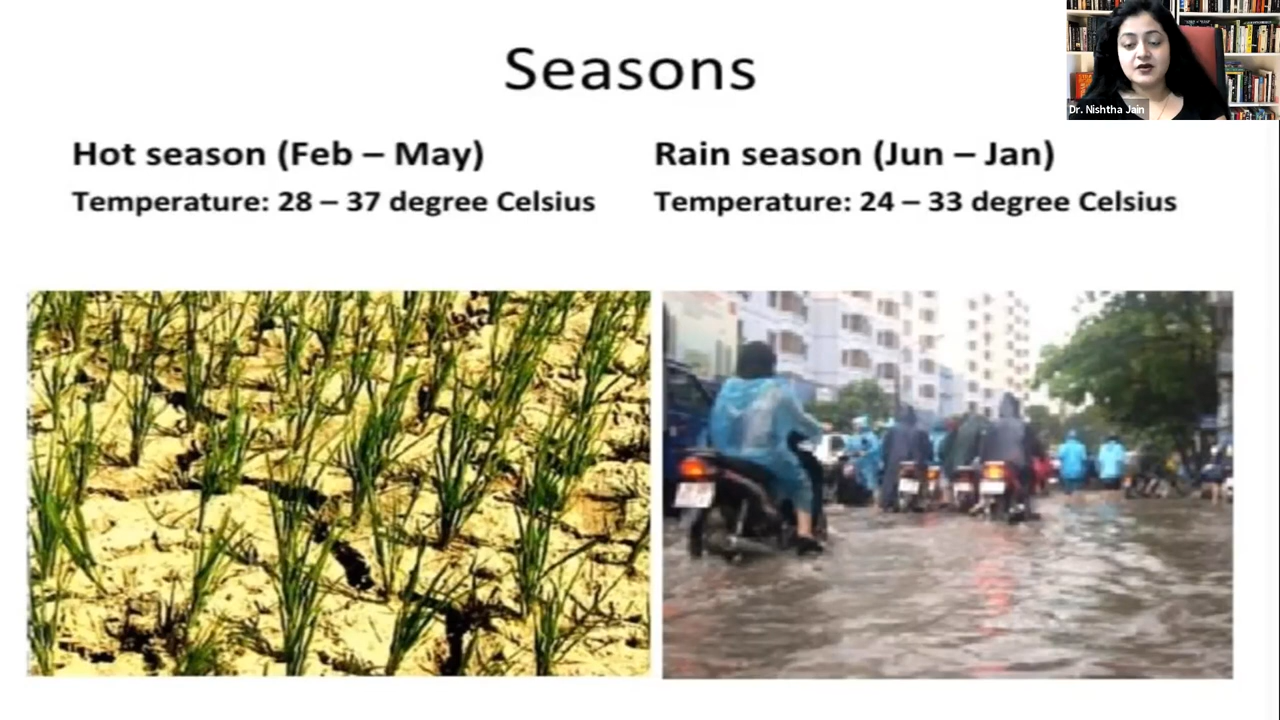 Seasons
Dr. Nishtha Jain
Hot season (Feb – May)
Temperature: 28 – 37 degree Celsius
Rain season (Jun – Jan)
Temperature: 24 – 33 degree Celsius